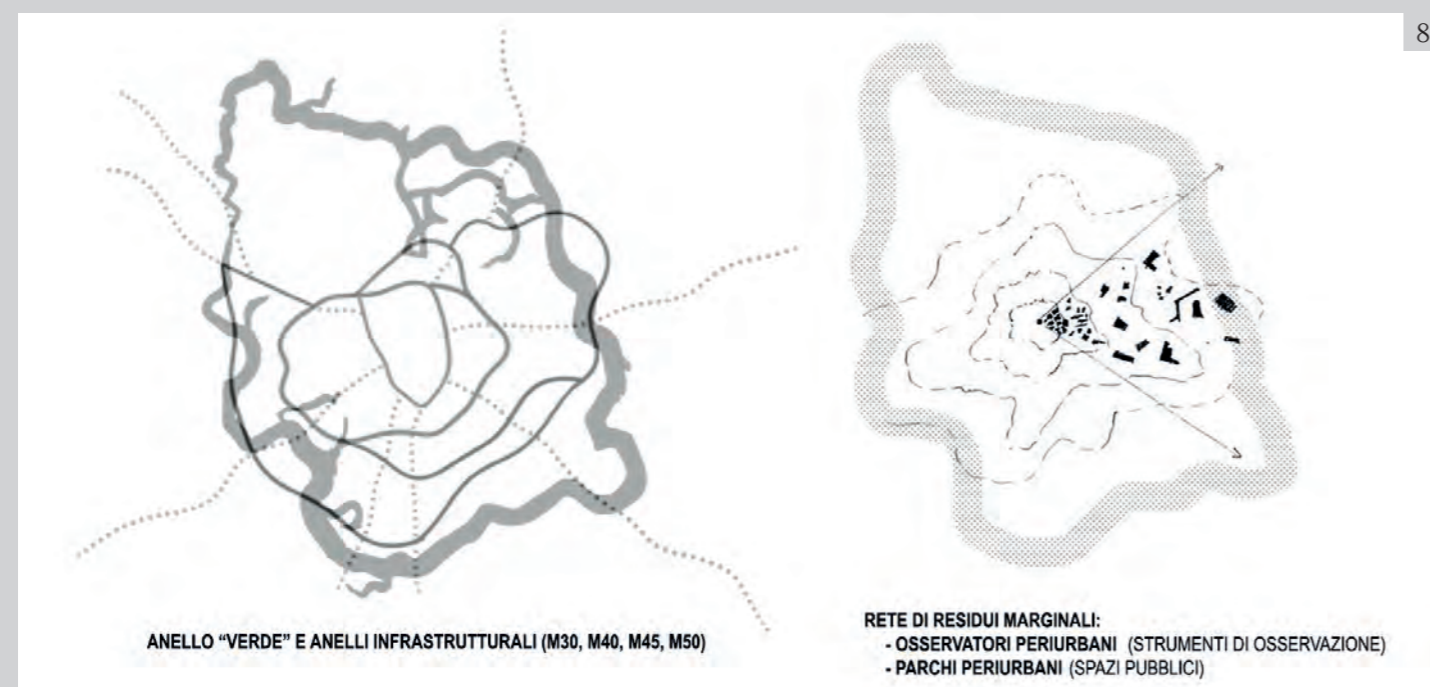 8
ANELLO “VERDE” E ANELLI INFRASTRUTTURALI (M30, M40, M45, M50)
RETE DI RESIDUI MARGINALI:
- OSSERVATORI PERIURBANI (STRUMENTI DI OSSERVAZIONE)
- PARCHI PERIURBANI (SPAZI PUBBLICI)